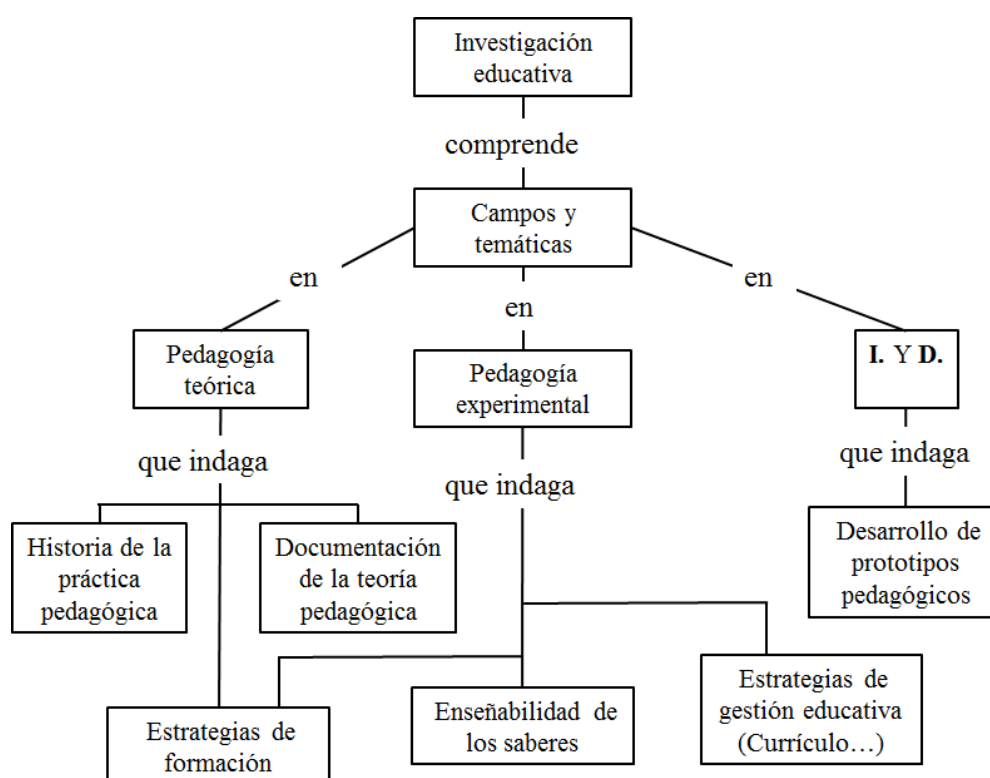 Investigación
educativa
comprende
Campos y
temáticas
en
en
en
Pedagogía
teórica
Pedagogía
experimental
I. Y D.
que indaga
que indaga
que indaga
Historia de la
práctica
pedagógica
Documentación
de la teoría
pedagógica
Desarrollo de
prototipos
pedagógicos
Estrategias de
formación
Enseñabilidad de
los saberes
Estrategias de
gestión educativa
(Currículo…)